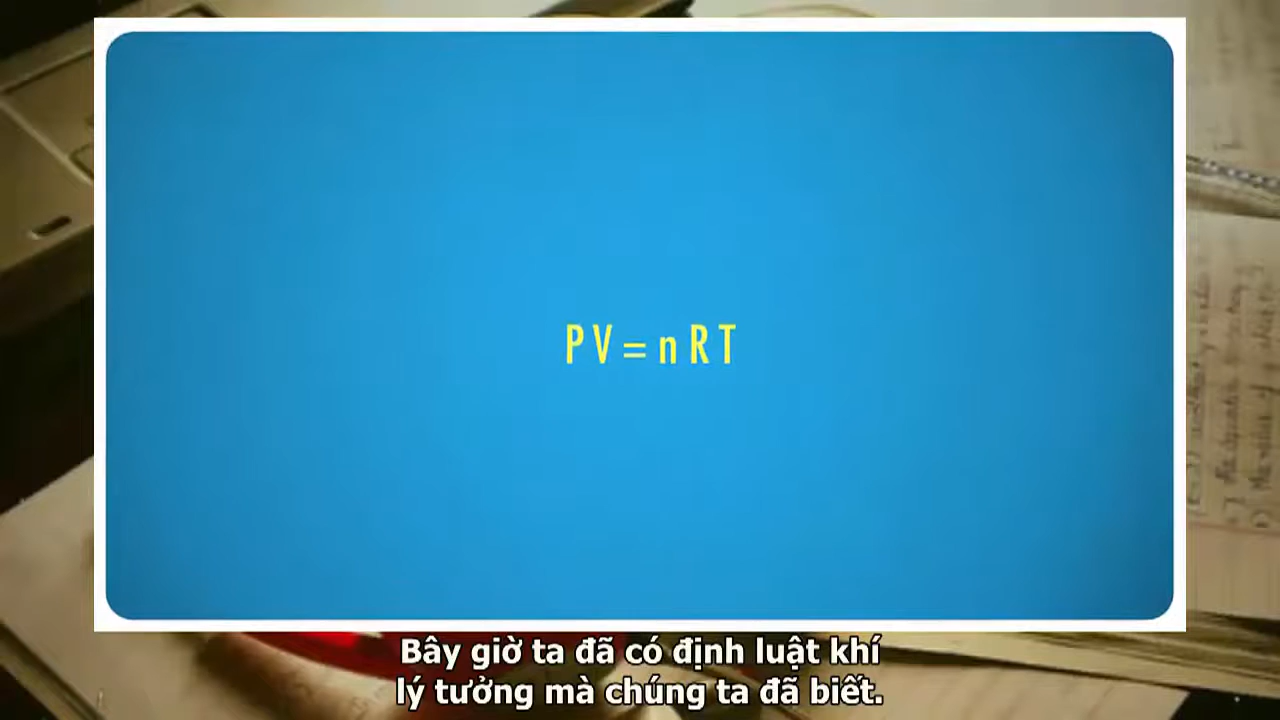 PV=nRT
Bây giờ ta đã có định luật khí
lý tưởng mà chúng ta đã biết.